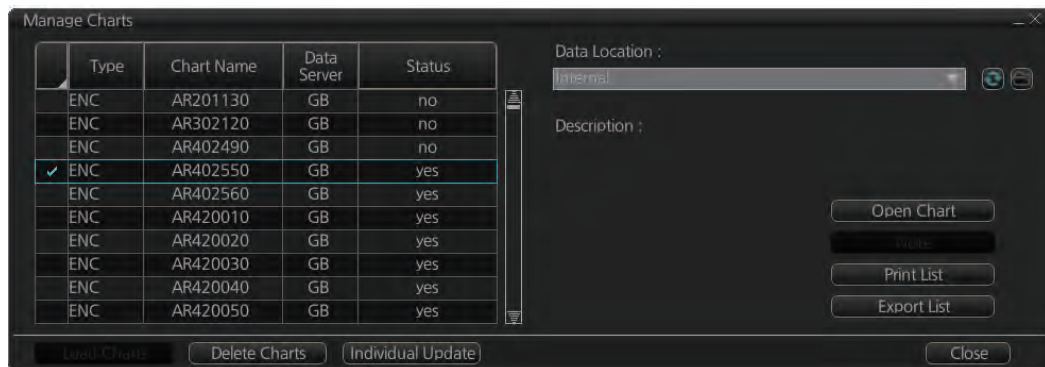 Manage Charts
Type Chart Name Data Server Status
ENC AR201130 GB no
ENC AR302120 GB no
ENC AR402490 GB no
ENC AR402550 GB yes
ENC AR402560 GB yes
ENC AR420010 GB yes
ENC AR420020 GB yes
ENC AR420030 GB yes
ENC AR420040 GB yes
ENC AR420050 GB yes
Data Location :
Internal
Description :
Open Chart
Print List
Export List
Load Charts
Delete Charts
Individual Update
Close